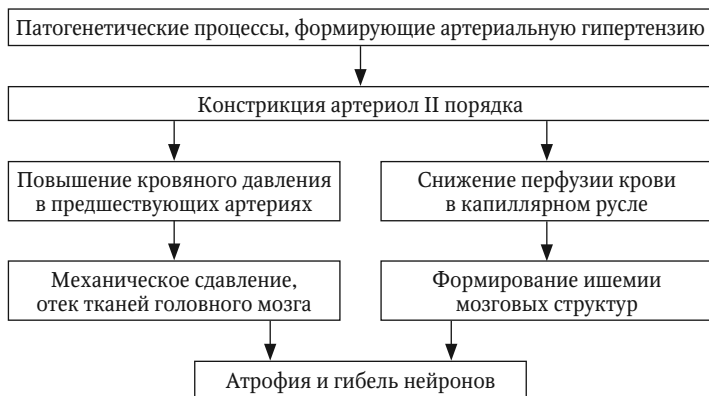 Патогенетические процессы, формирующие артериальную гипертензию
Констрикция артериол II порядка
Повышение кровяного давления
в предшествующих артериях
Снижение перфузии крови
в капиллярном русле
Механическое сдавление,
отек тканей головного мозга
Формирование ишемии
мозговых структур
Атрофия и гибель нейронов